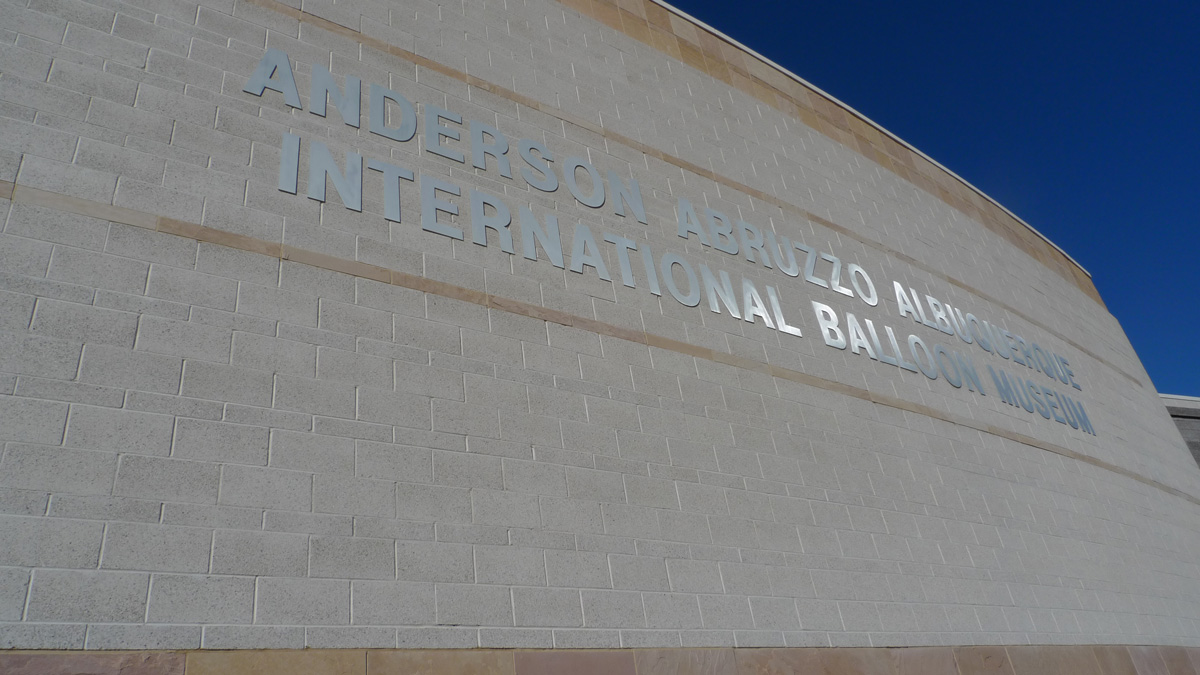 ANDERSON ABRUZZO ALBUQUERQUE
INTERNATIONAL BALLOON MUSEUM